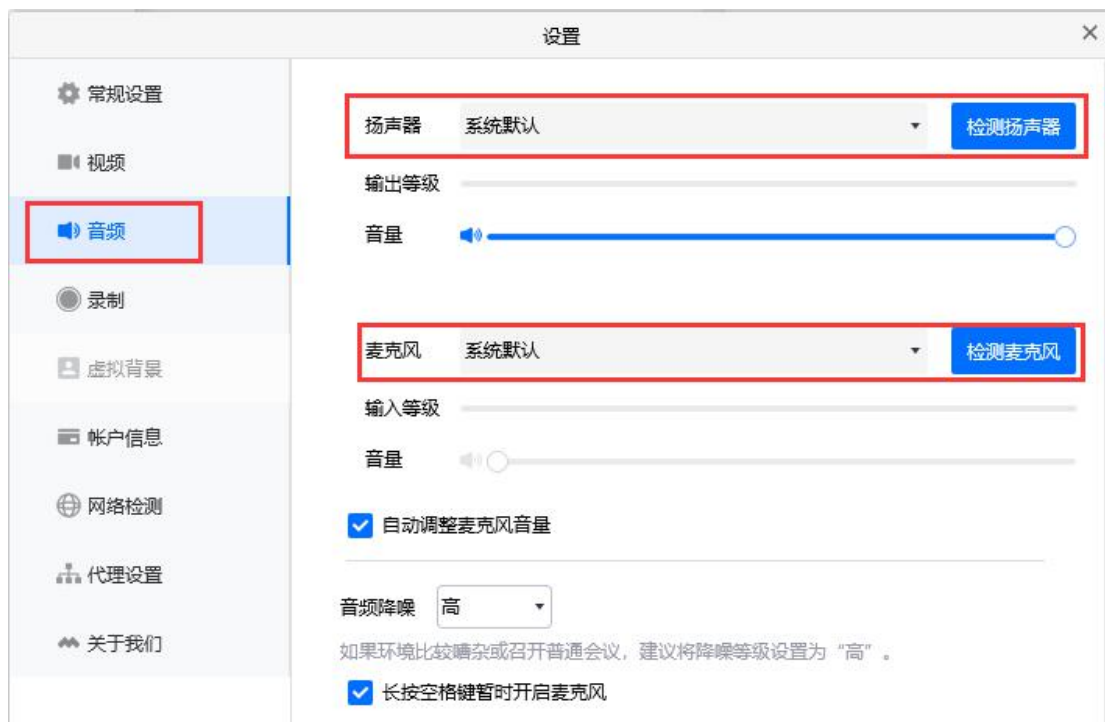 设置
常规设置
视频
音频
录制
虚拟背景
帐户信息
网络检测
代理设置
关于我们
扬声器 系统默认 检测扬声器
输出等级
音量
麦克风 系统默认 检测麦克风
输入等级
音量
自动调整麦克风音量
音频降噪 高
如果环境比较嘈杂或召开普通会议，建议将降噪等级设置为“高”。
长按空格键暂时开启麦克风